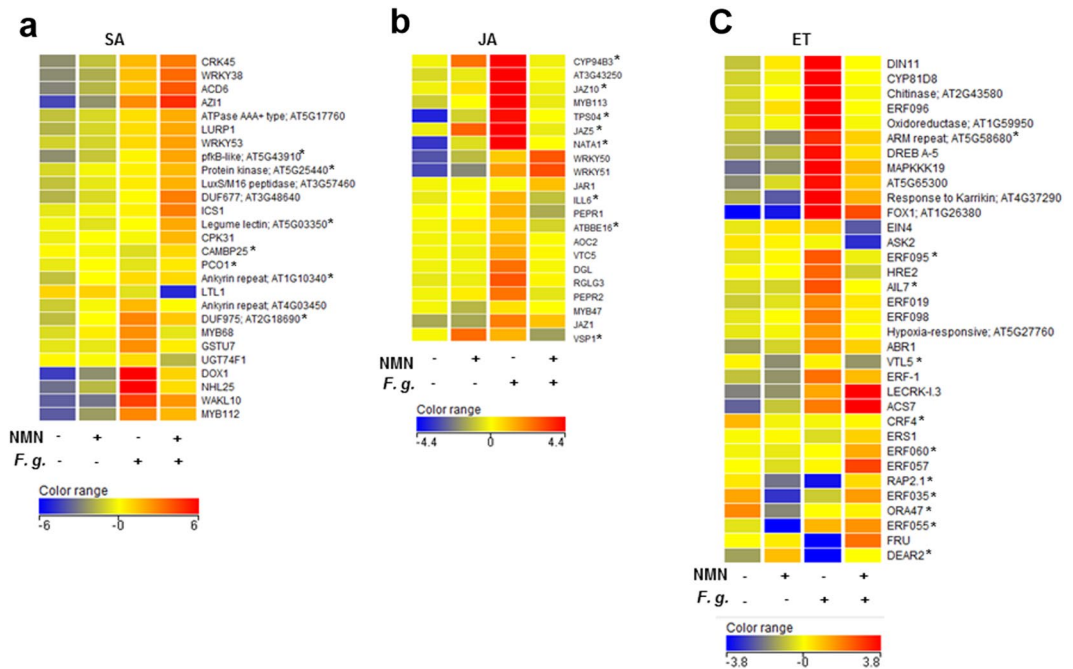 a
SA
CRK45
WRKY38
ACD6
AZI1
ATPase AAA+ type; AT5G17760
LURP1
WRKY53
pfkB-like; AT5G43910*
Protein kinase; AT5G25440*
LuxS/M16 peptidase; AT3G57460
DUF677; AT3G48640
ICS1
Legume lectin; AT5G03350*
CPK31
CAMBP25*
PCO1*
Ankyrin repeat; AT1G10340*
LTL1
Ankyrin repeat; AT4G03450
DUF975; AT2G18690*
MYB68
GSTU7
UGT74F1
DOX1
NHL25
WAKL10
MYB112
NMN - + - +
F. g. - - + +
Color range
-6 -0 6
b
JA
CYP94B3*
AT3G43250
JAZ10*
MYB113
TPS04*
JAZ5*
NATA1*
WRKY50
WRKY51
JAR1
ILL6*
PEPR1
ATBBE16*
AOC2
VTC5
DGL
RGLG3
PEPR2
MYB47
JAZ1
VSP1*
NMN - + - +
F. g. - - + +
Color range
-4.4 0 4.4
C
ET
DIN11
CYP81D8
Chitinase; AT2G43580
ERF096
Oxidoreductase; AT1G59950
ARM repeat; AT5G58680*
DREB A-5
MAPKKK19
AT5G65300
Response to Karrikin; AT4G37290
FOX1; AT1G26380
EIN4
ASK2
ERF095*
HRE2
AIL7*
ERF019
ERF098
Hypoxia-responsive; AT5G27760
ABR1
VTL5*
ERF-1
LECRK-I.3
ACS7
CRF4*
ERS1
ERF060*
ERF057
RAP2.1*
ERF035*
ORA47*
ERF055*
FRU
DEAR2*
NMN - + - +
F. g. - - + +
Color range
-3.8 -0 3.8